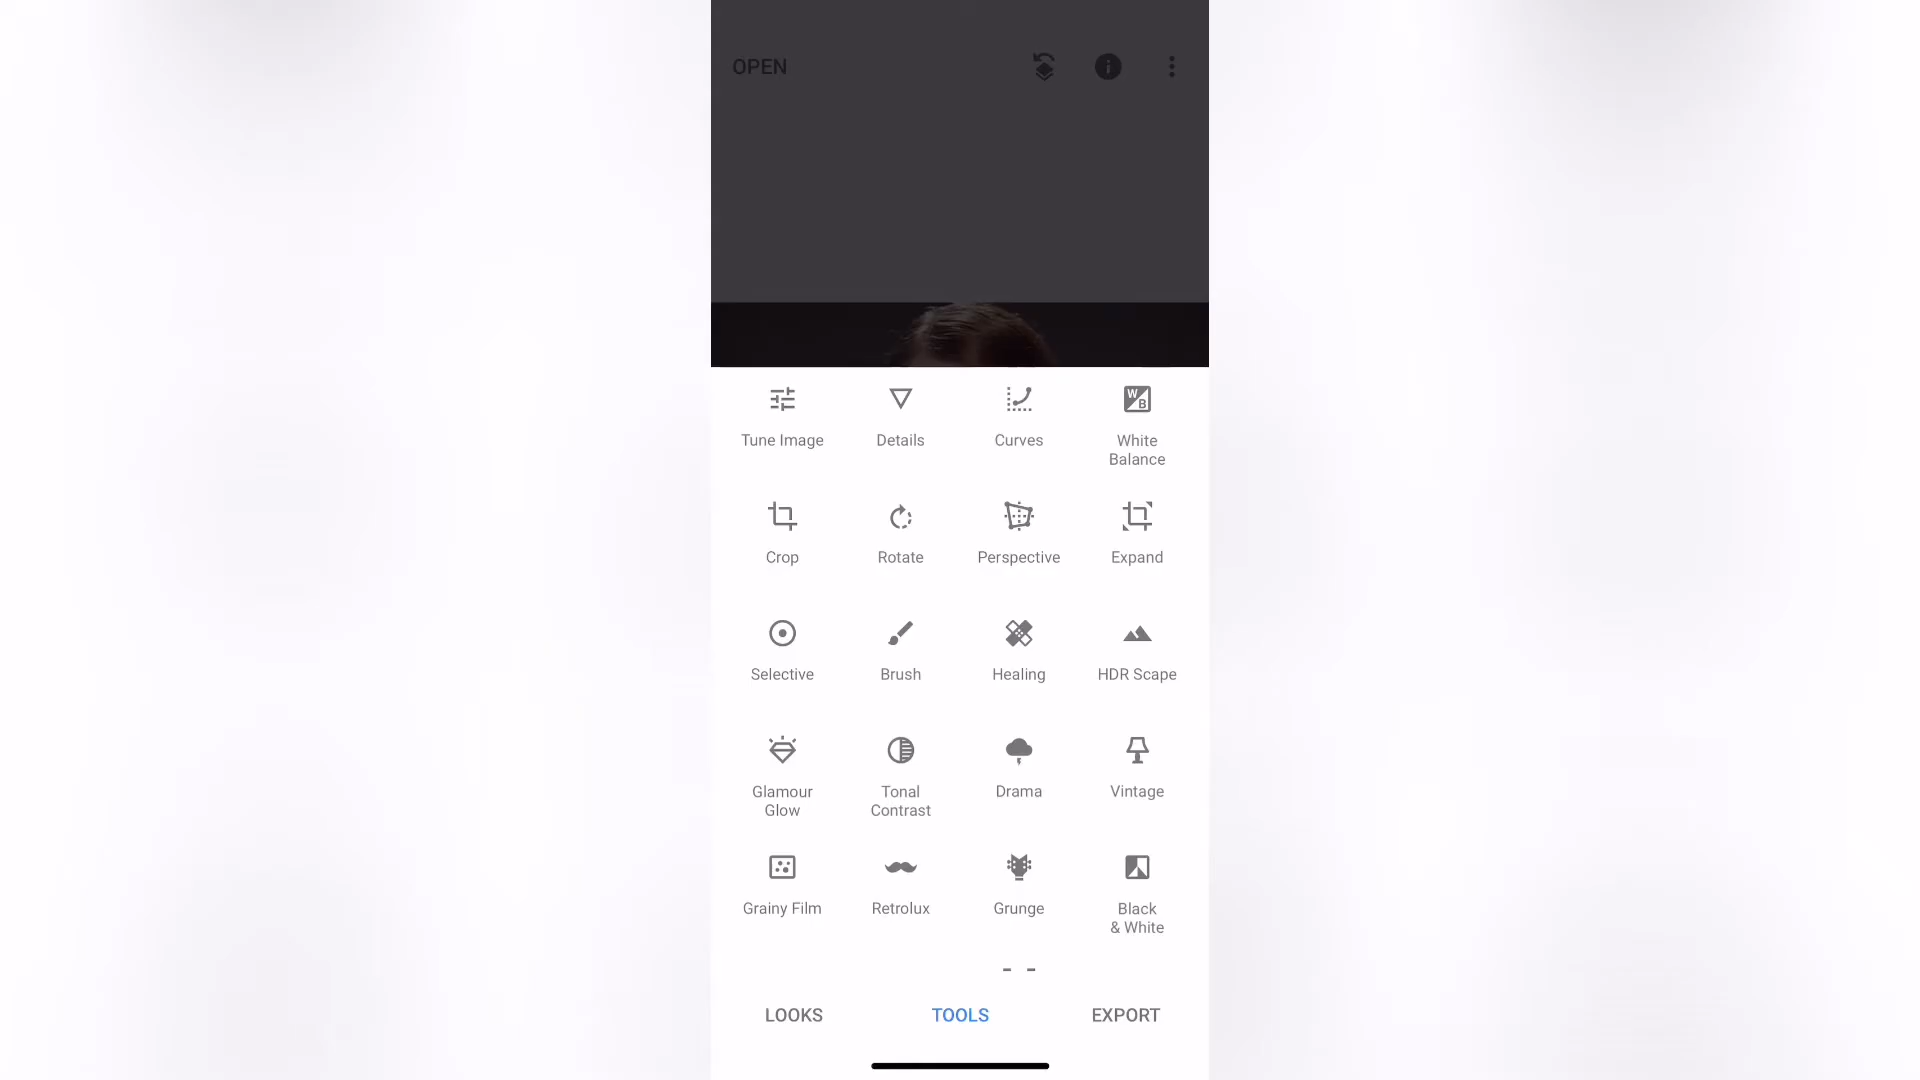 OPEN
Tune Image
Details
Curves
White
Balance
Crop
Rotate
Perspective
Expand
Selective
Brush
Healing
HDR Scape
Glamour
Glow
Tonal
Contrast
Drama
Vintage
Grainy Film
Retrolux
Grunge
Black
& White
LOOKS
TOOLS
EXPORT